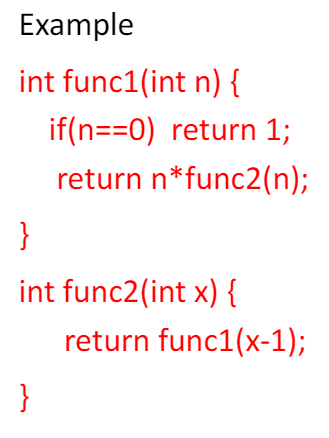 Example
int func1(int n) {
if(n==0) return 1;
return n*func2(n);
}
int func2(int x) {
return func1(x-1);
}